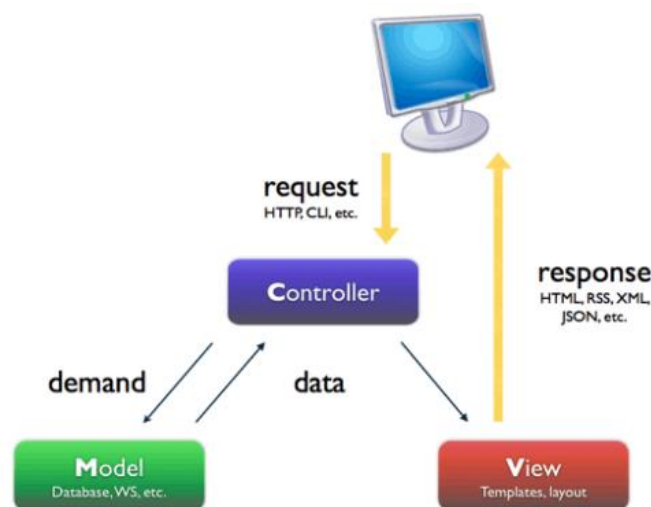 request
HTTP, CLI, etc.
Controller
response
HTML, RSS, XML,
JSON, etc.
demand
data
Model
Database, WS, etc.
View
Templates, layout